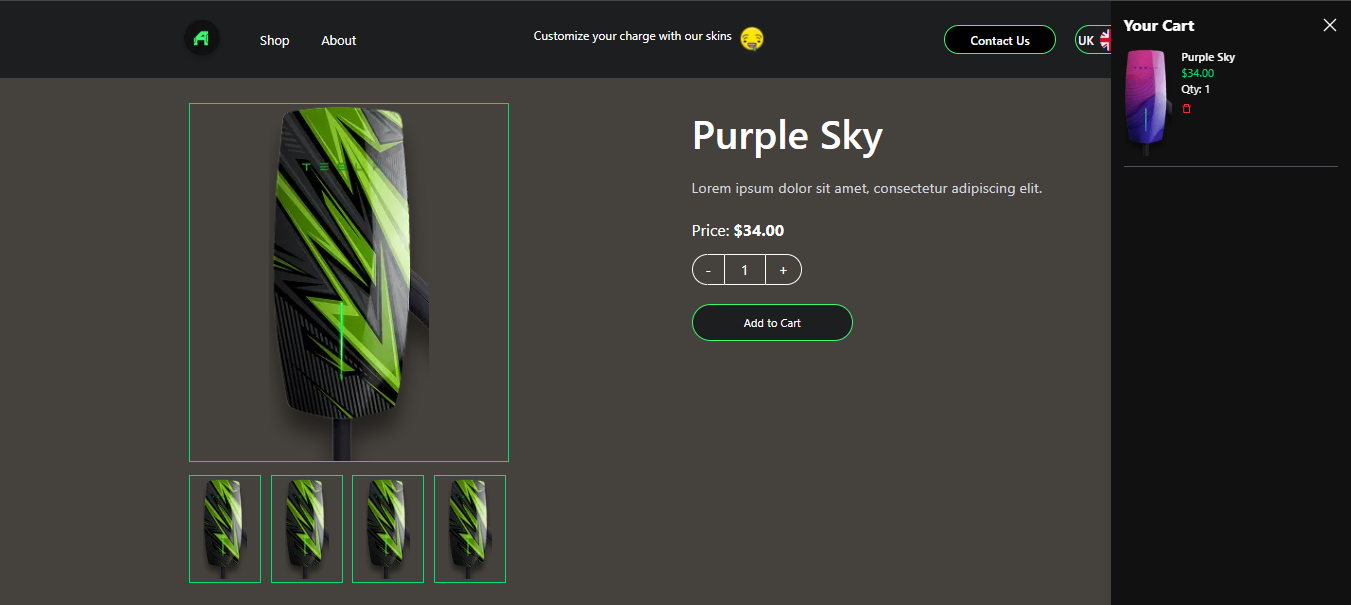 Shop
About
Customize your charge with our skins
Contact Us
UK
Your Cart
Purple Sky
$34.00
Qty: 1
TESL
Purple Sky
Lorem ipsum dolor sit amet, consectetur adipiscing elit.
Price: $34.00
- 1 +
Add to Cart